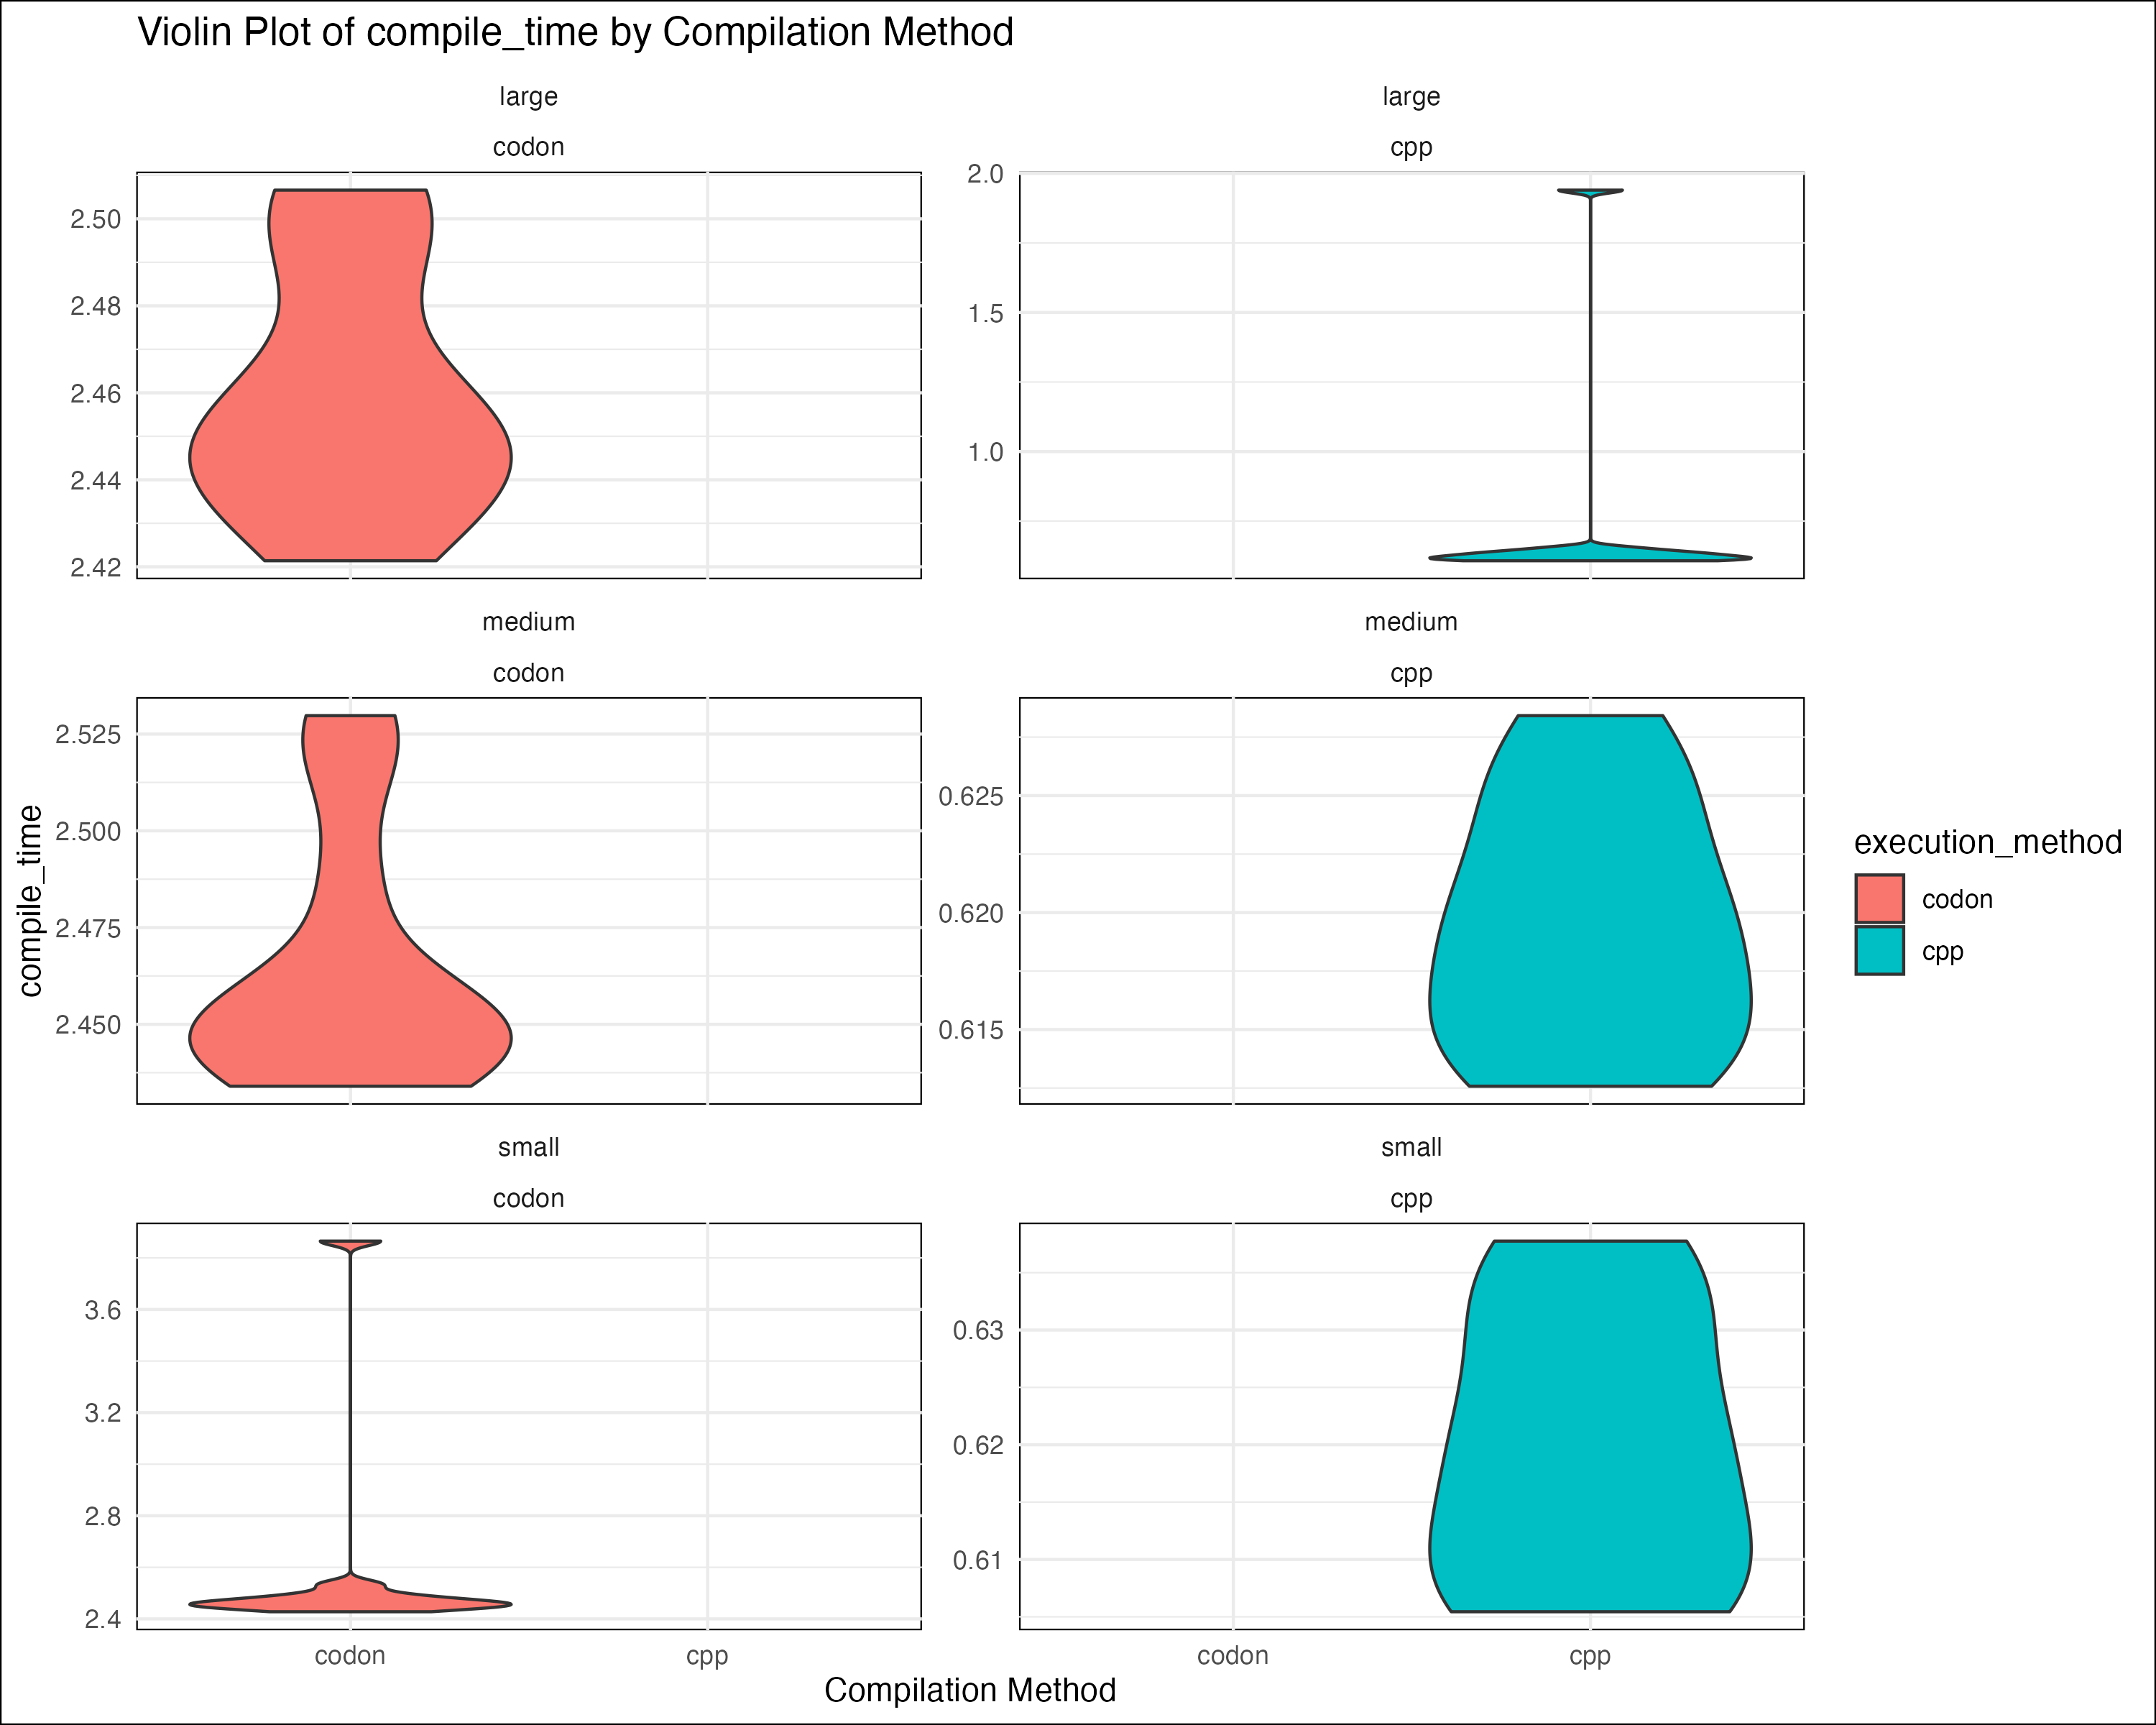 Violin Plot of compile_time by Compilation Method
large
codon
2.50
2.48
2.46
2.44
2.42
large
cpp
2.0
1.5
1.0
medium
codon
2.525
2.500
2.475
2.450
medium
cpp
0.625
0.620
0.615
small
codon
3.6
3.2
2.8
2.4
small
cpp
0.63
0.62
0.61
codon cpp
codon cpp
Compilation Method
compile_time
execution_method
codon
cpp